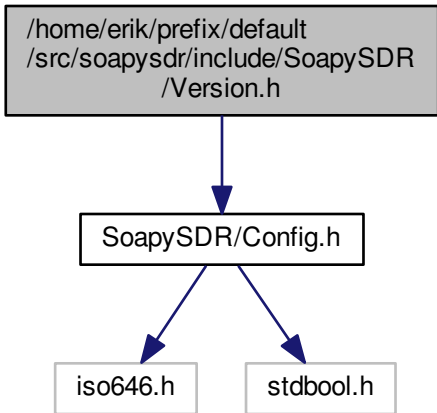 /home/erik/prefix/default
/src/soapysdr/include/SoapySDR
/Version.h
SoapySDR/Config.h
iso646.h
stdbool.h